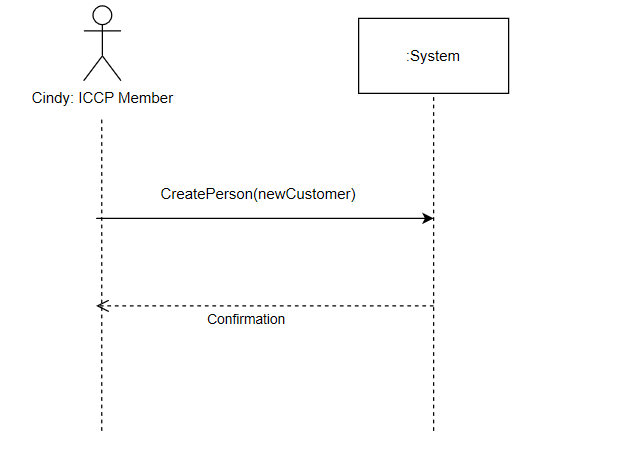 :System
Cindy: ICCP Member
CreatePerson(newCustomer)
Confirmation